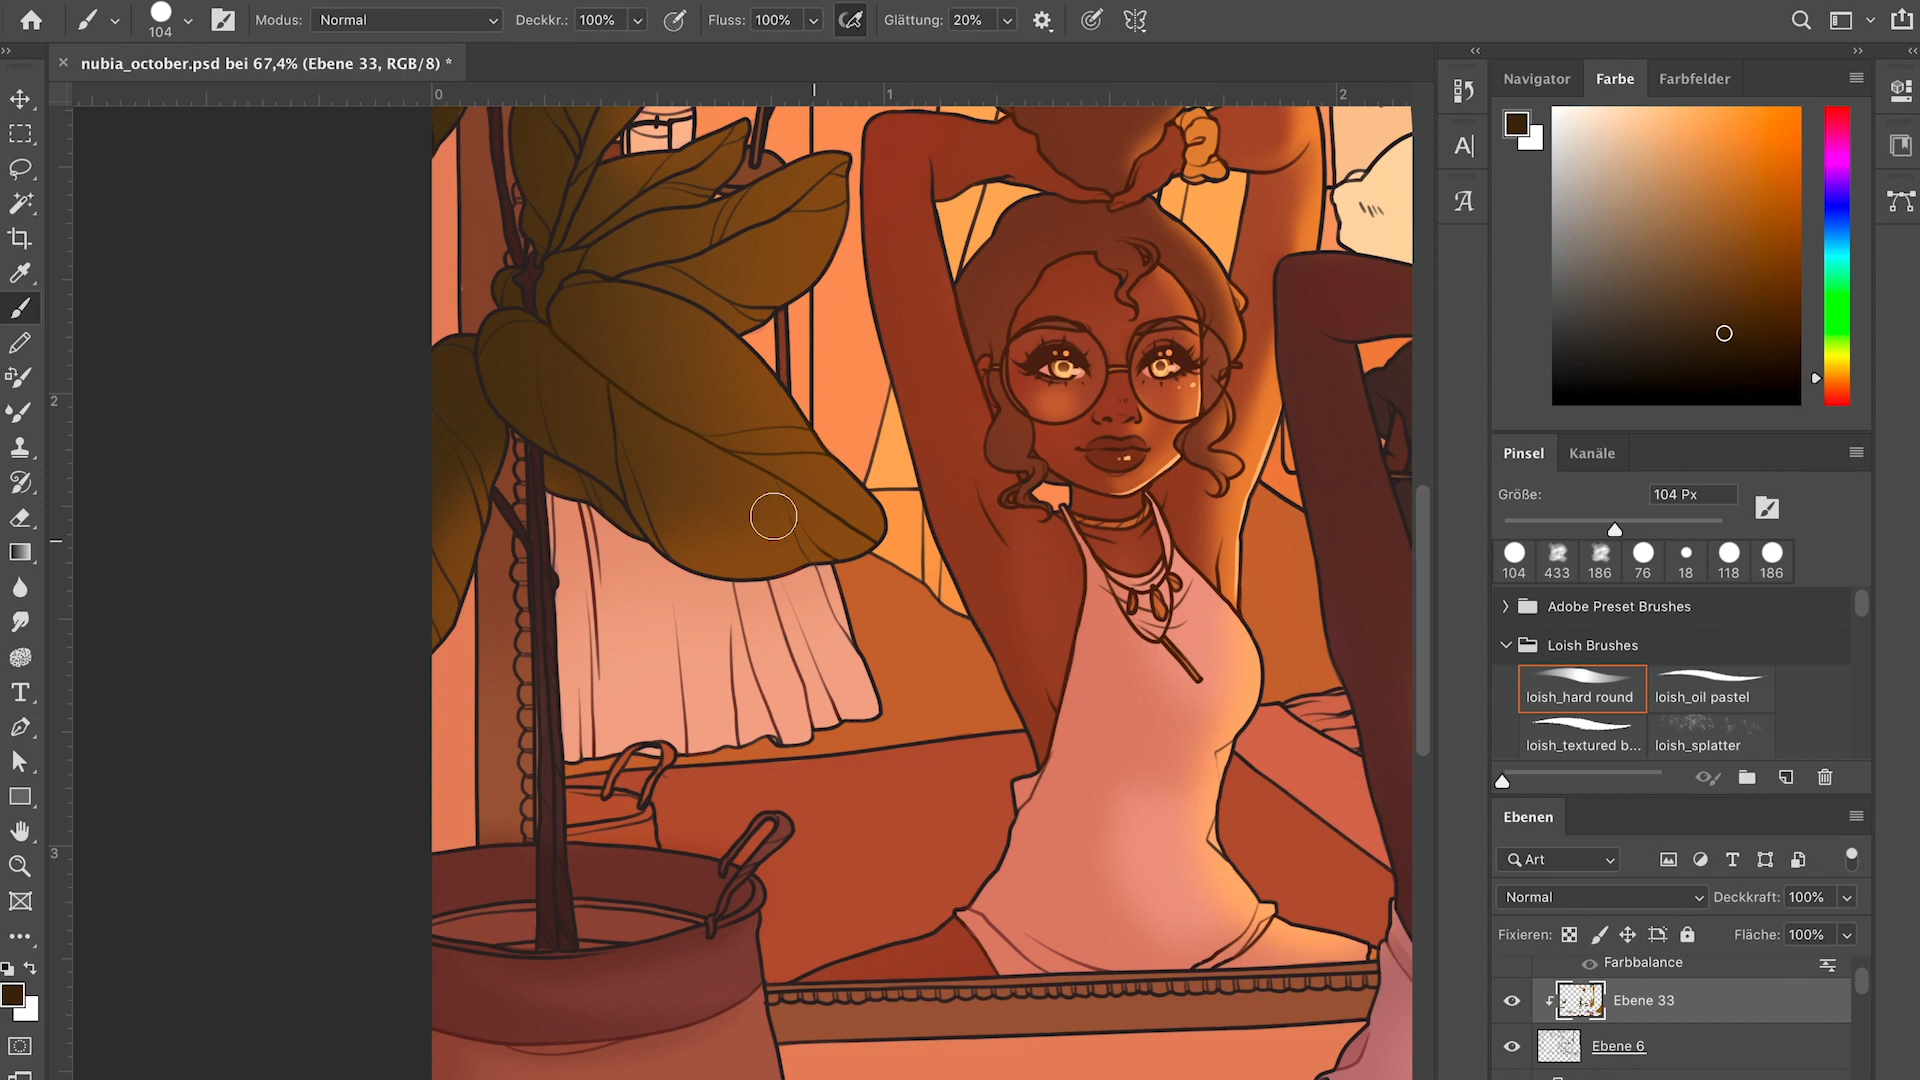 104
Modus: Normal
Deckkr.: 100%
Fluss: 100%
Glättung: 20%
nubia_october.psd bei 67,4% (Ebene 33, RGB/8) *
0
1
2
2
3
A|
A
Navigator
Farbe
Farbfelder
Pinsel
Kanäle
Größe:
104 Px
104
433
186
76
18
118
186
Adobe Preset Brushes
Loish Brushes
loish_hard round
loish_oil pastel
loish_textured b...
loish_splatter
Ebenen
Art
Normal
Deckkraft: 100%
Fixieren:
Fläche: 100%
Farbbalance
Ebene 33
Ebene 6